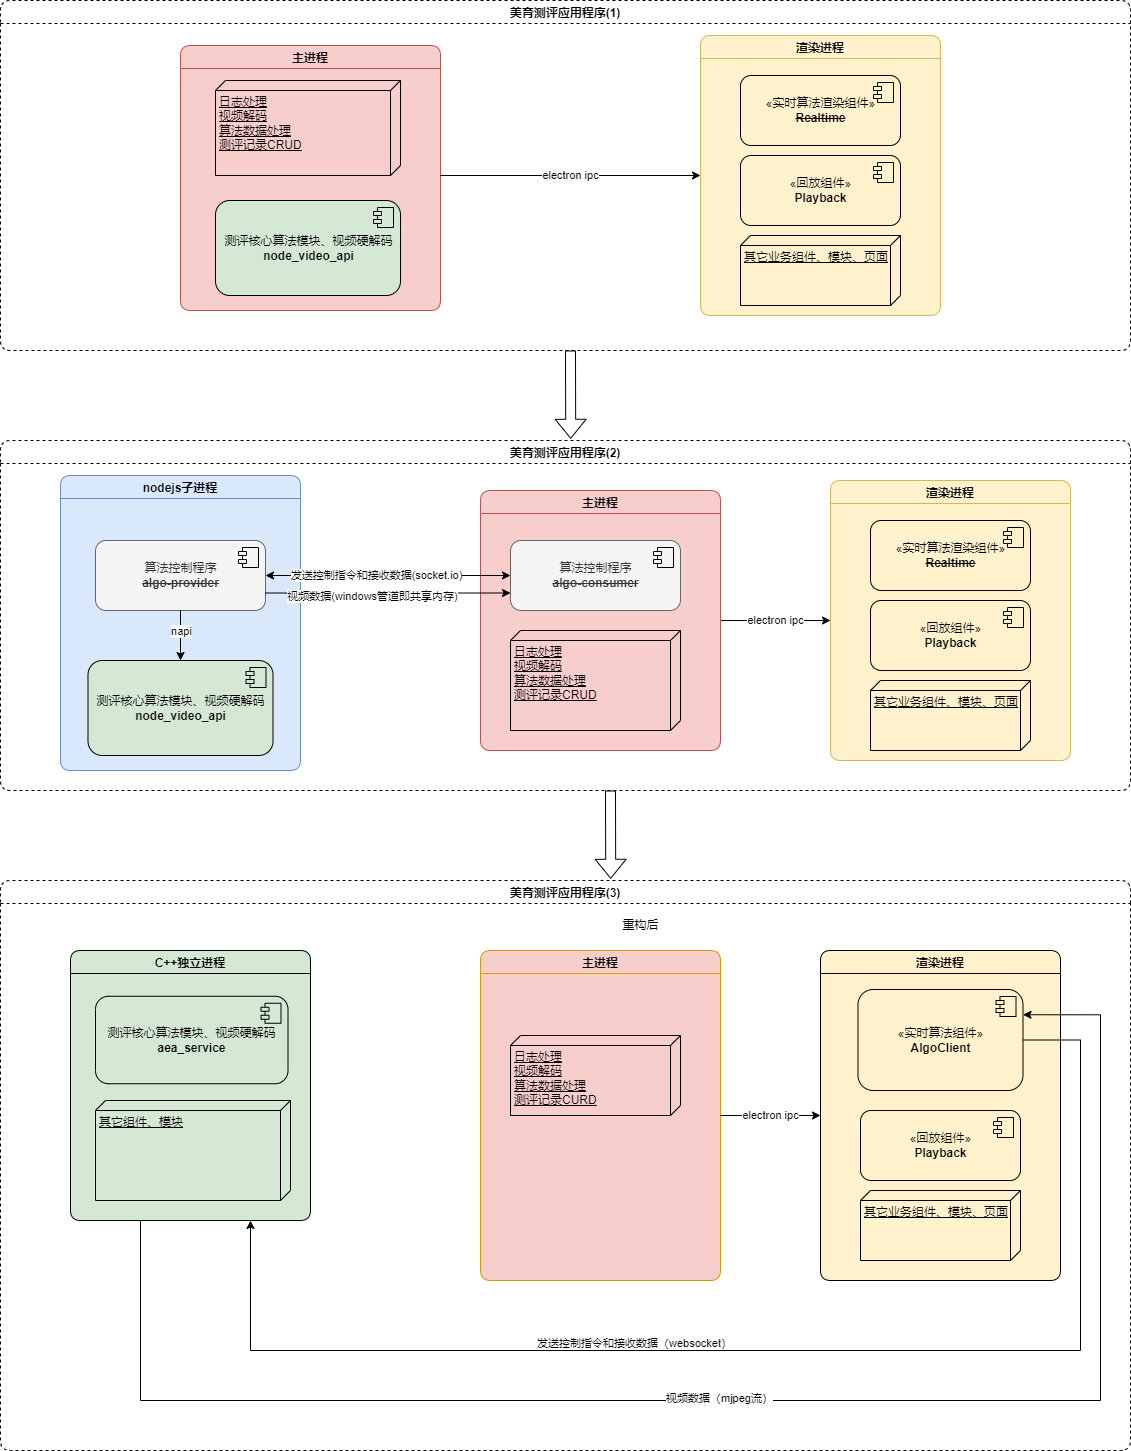 美育测评应用程序(1)
主进程
日志处理
视频解码
算法数据处理
测评记录CRUD
测评核心算法模块、视频硬解码
node_video_api
electron ipc
渲染进程
«实时算法渲染组件»
Realtime
«回放组件»
Playback
其它业务组件、模块、页面
美育测评应用程序(2)
nodejs子进程
算法控制程序
algo-provider
napi
测评核心算法模块、视频硬解码
node_video_api
发送控制指令和接收数据(socket.io)
视频数据(windows管道即共享内存)
主进程
算法控制程序
algo-consumer
日志处理
视频解码
算法数据处理
测评记录CRUD
electron ipc
渲染进程
«实时算法渲染组件»
Realtime
«回放组件»
Playback
其它业务组件、模块、页面
美育测评应用程序(3)
重构后
C++独立进程
测评核心算法模块、视频硬解码
aea_service
其它组件、模块
主进程
日志处理
视频解码
算法数据处理
测评记录CURD
electron ipc
渲染进程
«实时算法组件»
AlgoClient
«回放组件»
Playback
其它业务组件、模块、页面
发送控制指令和接收数据（websocket）
视频数据（mjpeg流）